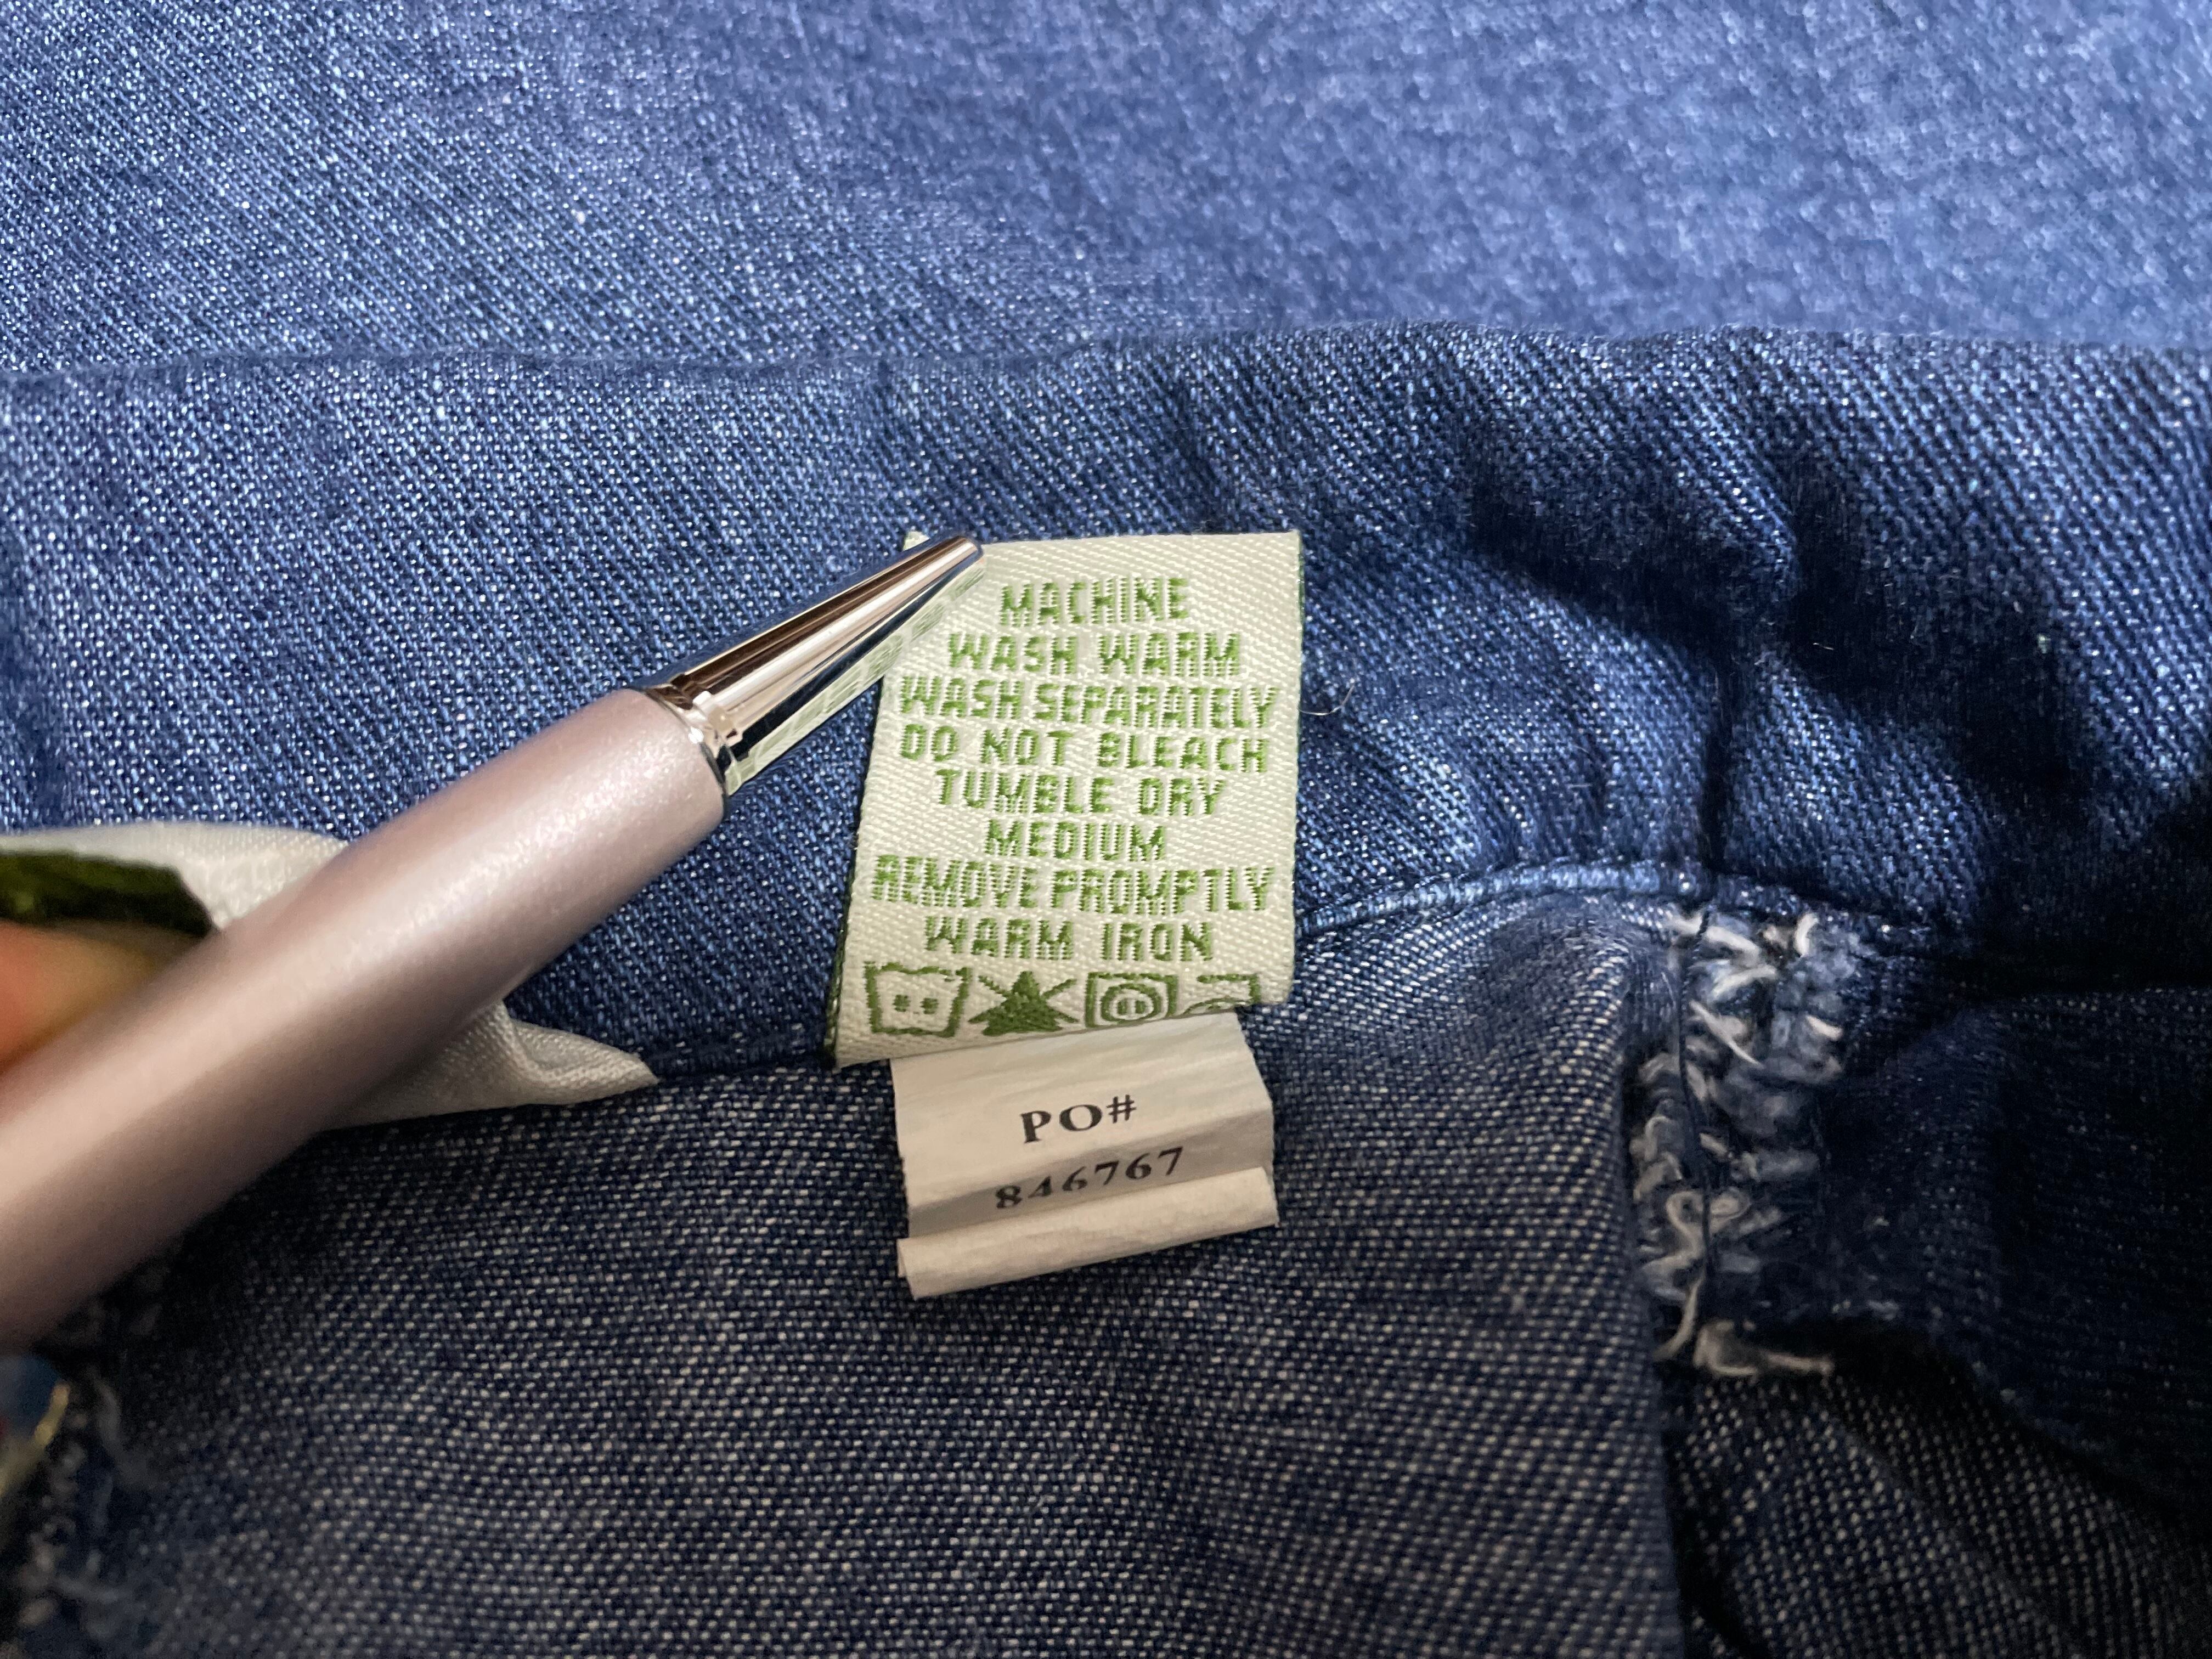 MACHINE
WASH WARM
WASH SEPARATELY
DO NOT BLEACH
TUMBLE DRY
MEDIUM
REMOVE PROMPTLY
WARM IRON
PO#
846767